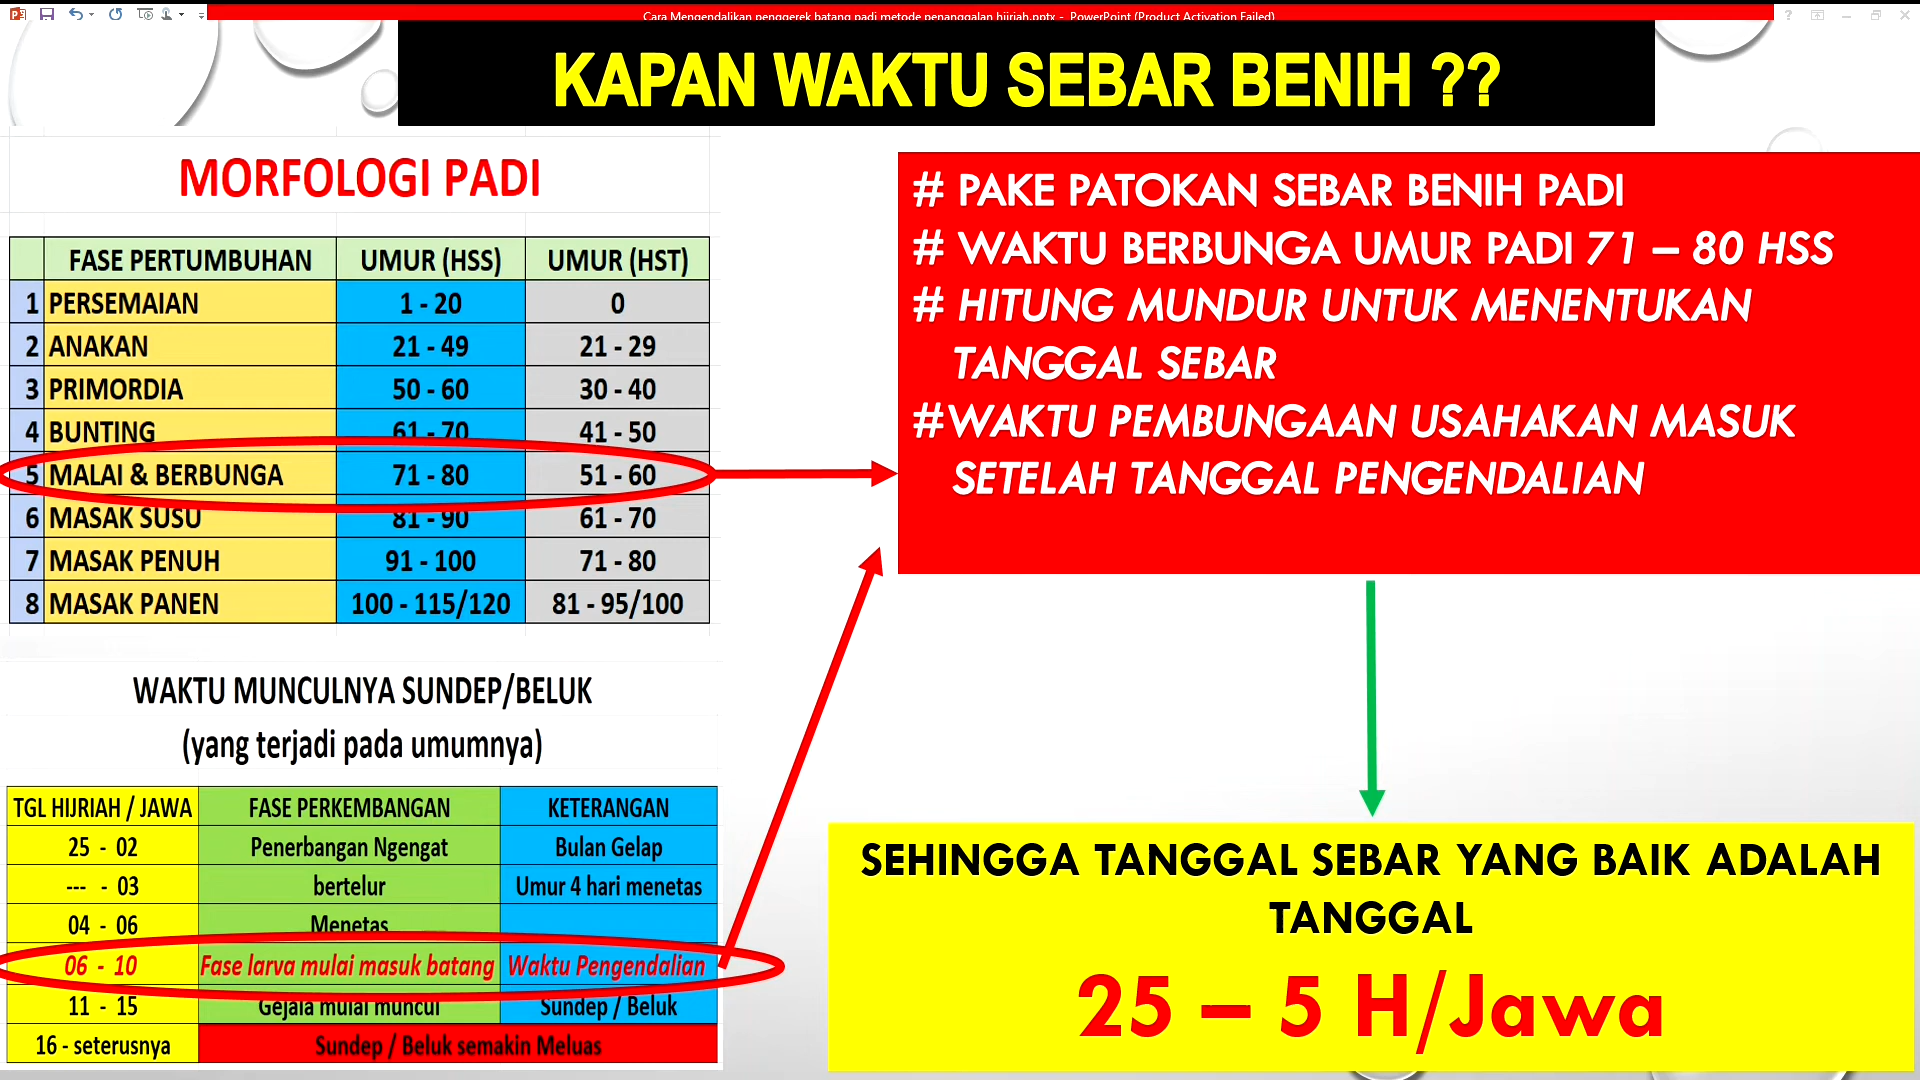 Cara Mengendalikan penggerek batang padi metode penanggalan hijriah.pptx - PowerPoint (Product Activation Failed)
KAPAN WAKTU SEBAR BENIH ??
MORFOLOGI PADI
FASE PERTUMBUHAN UMUR (HSS) UMUR (HST)
1 PERSEMAIAN 1 - 20 0
2 ANAKAN 21 - 49 21 - 29
3 PRIMORDIA 50 - 60 30 - 40
4 BUNTING 61 - 70 41 - 50
5 MALAI & BERBUNGA 71 - 80 51 - 60
6 MASAK SUSU 81 - 90 61 - 70
7 MASAK PENUH 91 - 100 71 - 80
8 MASAK PANEN 100 - 115/120 81 - 95/100
WAKTU MUNCULNYA SUNDEP/BELUK
(yang terjadi pada umumnya)
TGL HIJRIAH / JAWA FASE PERKEMBANGAN KETERANGAN
25 - 02 Penerbangan Ngengat Bulan Gelap
--- - 03 bertelur Umur 4 hari menetas
04 - 06 Menetas
06 - 10 Fase larva mulai masuk batang Waktu Pengendalian
11 - 15 Gejala mulai muncul Sundep / Beluk
16 - seterusnya Sundep / Beluk semakin Meluas
# PAKE PATOKAN SEBAR BENIH PADI
# WAKTU BERBUNGA UMUR PADI 71 – 80 HSS
# HITUNG MUNDUR UNTUK MENENTUKAN
TANGGAL SEBAR
#WAKTU PEMBUNGAAN USAHAKAN MASUK
SETELAH TANGGAL PENGENDALIAN
SEHINGGA TANGGAL SEBAR YANG BAIK ADALAH
TANGGAL
25 – 5 H/Jawa